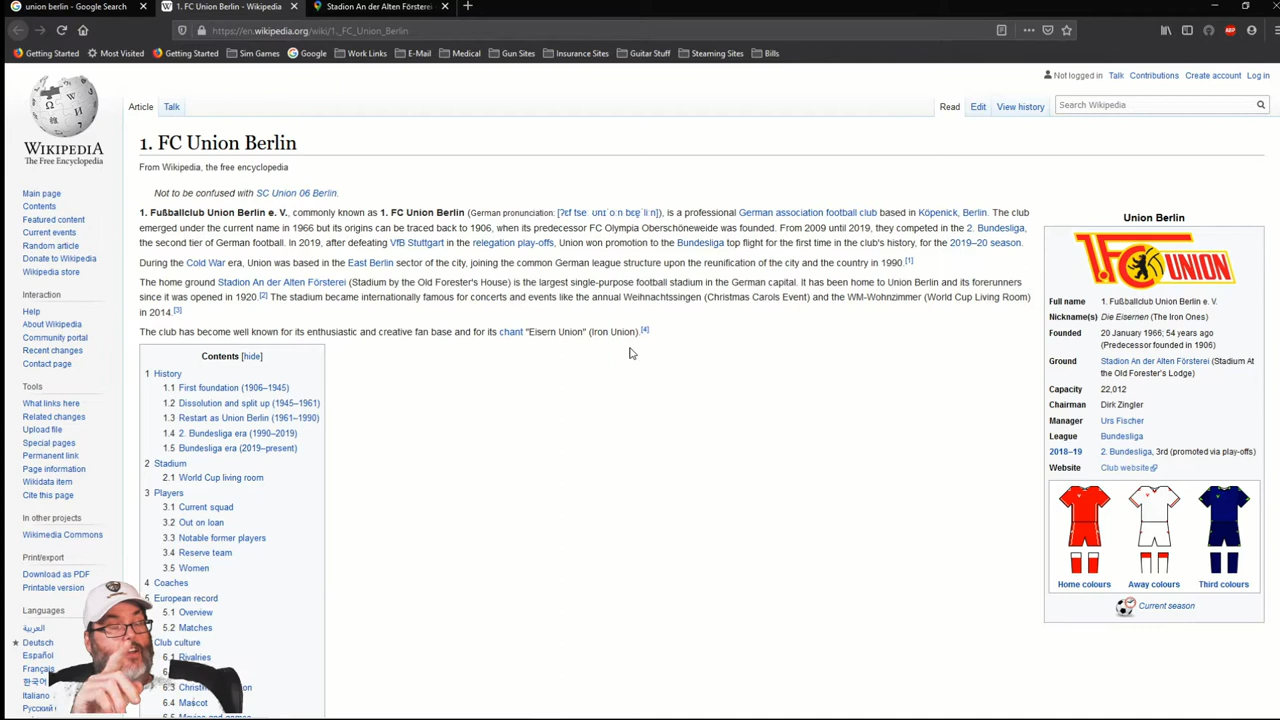 union berlin - Google Search
1. FC Union Berlin - Wikipedia
Stadion An der Alten Försterei
https://en.wikipedia.org/wiki/1._FC_Union_Berlin
Getting Started
Most Visited
Getting Started
Sim Games
Google
Work Links
E-Mail
Medical
Gun Sites
Insurance Sites
Guitar Stuff
Steaming Sites
Bills
Not logged in Talk Contributions Create account Log in
Article Talk
Read Edit View history
Search Wikipedia
WIKIPEDIA
The Free Encyclopedia
Main page
Contents
Featured content
Current events
Random article
Donate to Wikipedia
Wikipedia store
Interaction
Help
About Wikipedia
Community portal
Recent changes
Contact page
Tools
What links here
Related changes
Upload file
Special pages
Permanent link
Page information
Wikidata item
Cite this page
In other projects
Wikimedia Commons
Print/export
Download as PDF
Printable version
Languages
العربية
Deutsch
Español
Français
한국어
Italiano
Русский
1. FC Union Berlin
From Wikipedia, the free encyclopedia
Not to be confused with SC Union 06 Berlin.
1. Fußballclub Union Berlin e. V., commonly known as 1. FC Union Berlin (German pronunciation: [ʔɛf tseː ʊnˈi̯oːn bɛɐ̯ˈliːn]), is a professional German association football club based in Köpenick, Berlin. The club
emerged under the current name in 1966 but its origins can be traced back to 1906, when its predecessor FC Olympia Oberschöneweide was founded. From 2009 until 2019, they competed in the 2. Bundesliga,
the second tier of German football. In 2019, after defeating VfB Stuttgart in the relegation play-offs, Union won promotion to the Bundesliga top flight for the first time in the club's history, for the 2019–20 season.
During the Cold War era, Union was based in the East Berlin sector of the city, joining the common German league structure upon the reunification of the city and the country in 1990.[1]
The home ground Stadion An der Alten Försterei (Stadium by the Old Forester's House) is the largest single-purpose football stadium in the German capital. It has been home to Union Berlin and its forerunners
since it was opened in 1920.[2] The stadium became internationally famous for concerts and events like the annual Weihnachtssingen (Christmas Carols Event) and the WM-Wohnzimmer (World Cup Living Room)
in 2014.[3]
The club has become well known for its enthusiastic and creative fan base and for its chant "Eisern Union" (Iron Union).[4]
Contents [hide]
1 History
1.1 First foundation (1906–1945)
1.2 Dissolution and split up (1945–1961)
1.3 Restart as Union Berlin (1961–1990)
1.4 2. Bundesliga era (1990–2019)
1.5 Bundesliga era (2019–present)
2 Stadium
2.1 World Cup living room
3 Players
3.1 Current squad
3.2 Out on loan
3.3 Notable former players
3.4 Reserve team
3.5 Women
4 Coaches
5 European record
5.1 Overview
5.2 Matches
Club culture
6.1 Rivalries
6.3
6.4 Mascot
Union Berlin
1. FC UNION
Full name 1. Fußballclub Union Berlin e. V.
Nickname(s) Die Eisernen (The Iron Ones)
Founded 20 January 1966; 54 years ago
(Predecessor founded in 1906)
Ground Stadion An der Alten Försterei (Stadium At
the Old Forester's Lodge)
Capacity 22,012
Chairman Dirk Zingler
Manager Urs Fischer
League Bundesliga
2018–19 2. Bundesliga, 3rd (promoted via play-offs)
Website Club website
Home colours
Away colours
Third colours
Current season